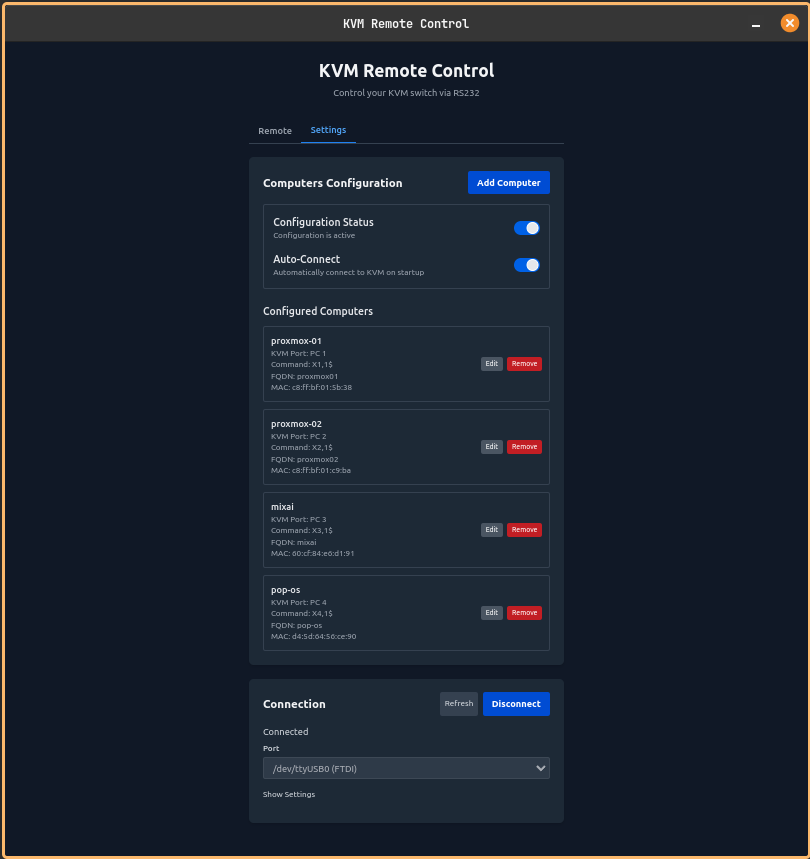 KVM Remote Control
KVM Remote Control
Control your KVM switch via RS232
Remote
Settings
Computers Configuration
Add Computer
Configuration Status
Configuration is active
Auto-Connect
Automatically connect to KVM on startup
Configured Computers
proxmox-01
KVM Port: PC 1
Command: X1,1$
FQDN: proxmox01
MAC: c8:ff:bf:01:5b:38
Edit
Remove
proxmox-02
KVM Port: PC 2
Command: X2,1$
FQDN: proxmox02
MAC: c8:ff:bf:01:c9:ba
Edit
Remove
mixai
KVM Port: PC 3
Command: X3,1$
FQDN: mixai
MAC: 60:cf:84:e6:d1:91
Edit
Remove
pop-os
KVM Port: PC 4
Command: X4,1$
FQDN: pop-os
MAC: d4:5d:64:56:ce:90
Edit
Remove
Connection
Refresh
Disconnect
Connected
Port
/dev/ttyUSB0 (FTDI)
Show Settings